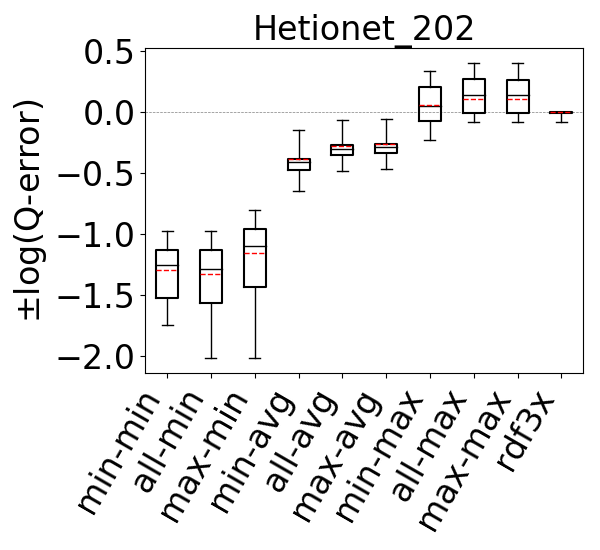 Hetionet_202
±log(Q-error)
0.5
0.0
−0.5
−1.0
−1.5
−2.0
min-min
all-min
max-min
min-avg
all-avg
max-avg
min-max
all-max
max-max
rdf3x